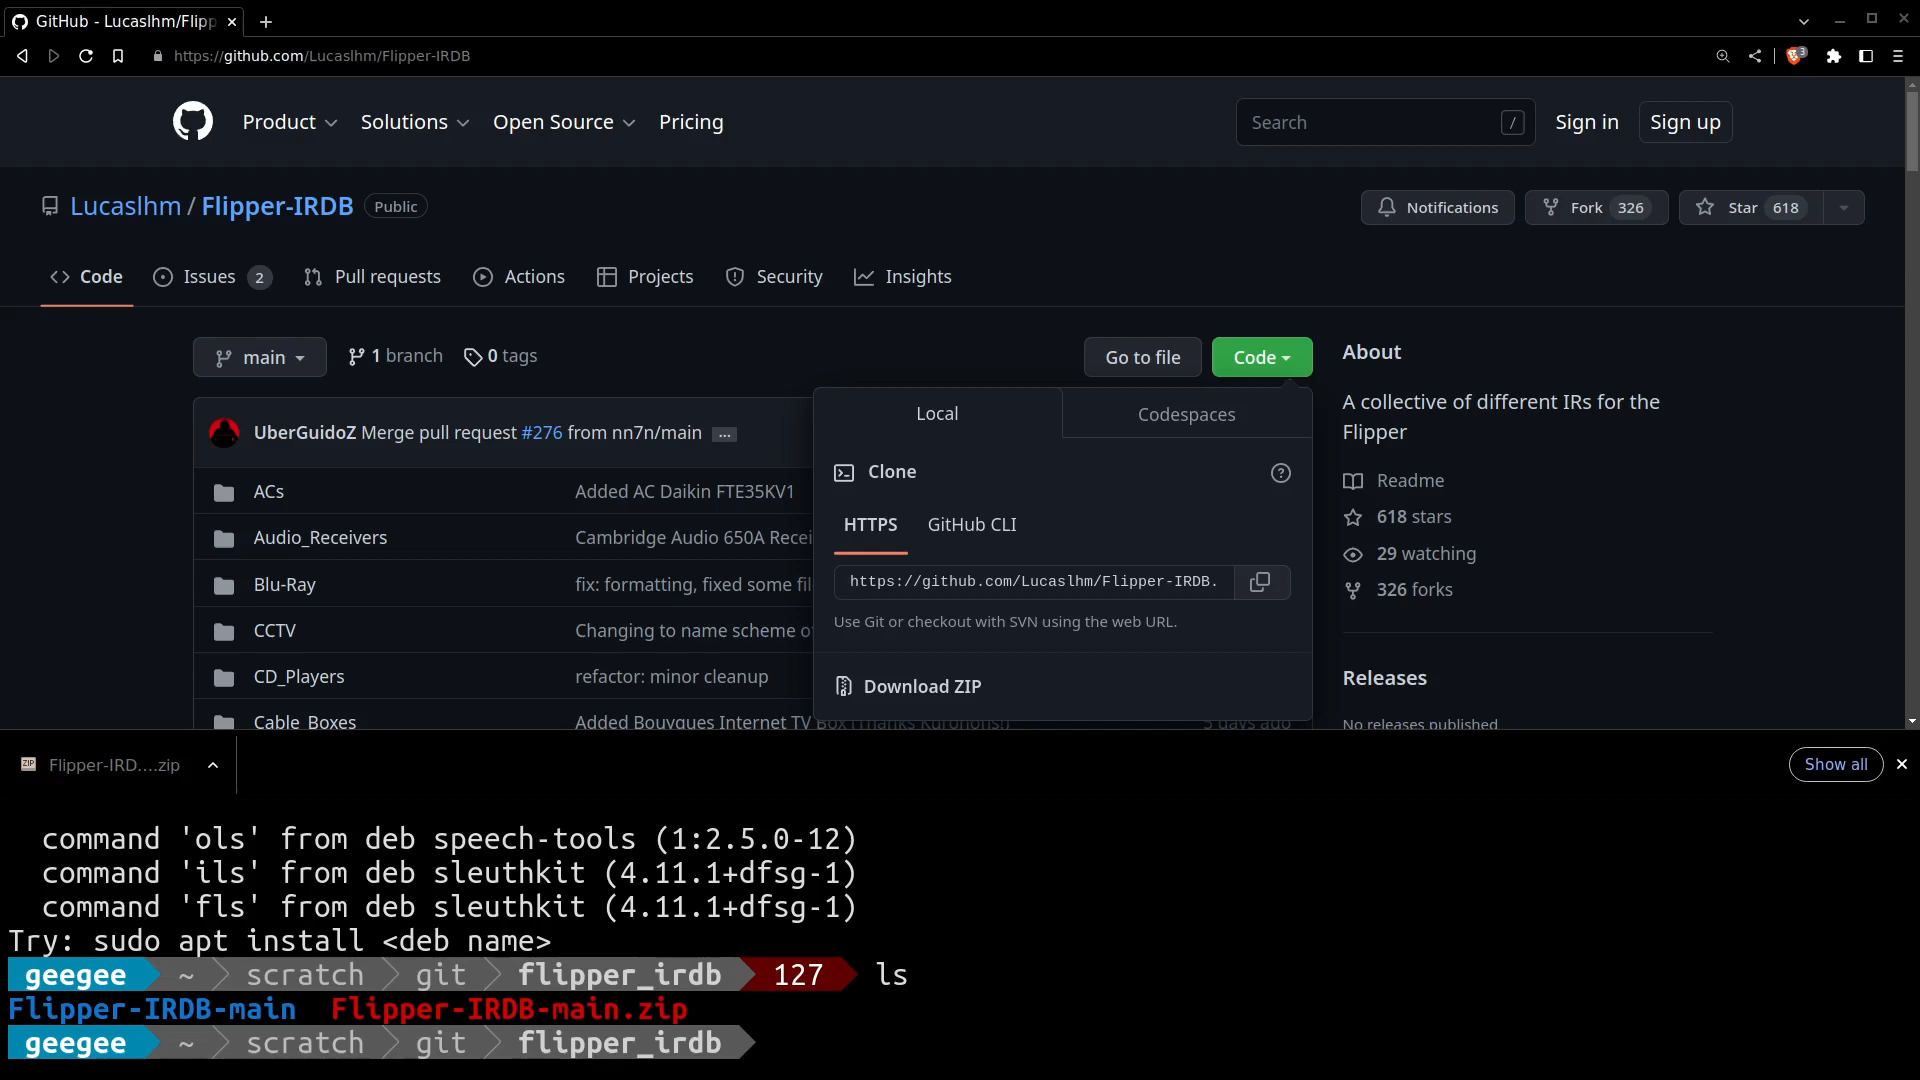 GitHub - Lucaslhm/Flipp
https://github.com/Lucaslhm/Flipper-IRDB
3
Product Solutions Open Source Pricing
Search /
Sign in Sign up
Lucaslhm / Flipper-IRDB Public
Notifications Fork 326 Star 618
Code Issues 2 Pull requests Actions Projects Security Insights
main 1 branch 0 tags Go to file Code
UberGuidoZ Merge pull request #276 from nn7n/main ...
ACs Added AC Daikin FTE35KV1
Audio_Receivers Cambridge Audio 650A Recei
Blu-Ray fix: formatting, fixed some fil
CCTV Changing to name scheme o
CD_Players refactor: minor cleanup
Cable_Boxes Added Bouygues Internet TV Box (Thanks Kuronons!) 5 days ago
Local Codespaces
Clone
HTTPS GitHub CLI
https://github.com/Lucaslhm/Flipper-IRDB.
Use Git or checkout with SVN using the web URL.
Download ZIP
About
A collective of different IRs for the
Flipper
Readme
618 stars
29 watching
326 forks
Releases
No releases published
ZIP Flipper-IRD....zip Show all
command 'ols' from deb speech-tools (1:2.5.0-12)
command 'ils' from deb sleuthkit (4.11.1+dfsg-1)
command 'fls' from deb sleuthkit (4.11.1+dfsg-1)
Try: sudo apt install <deb name>
geegee ~ scratch git flipper_irdb 127 ls
Flipper-IRDB-main Flipper-IRDB-main.zip
geegee ~ scratch git flipper_irdb